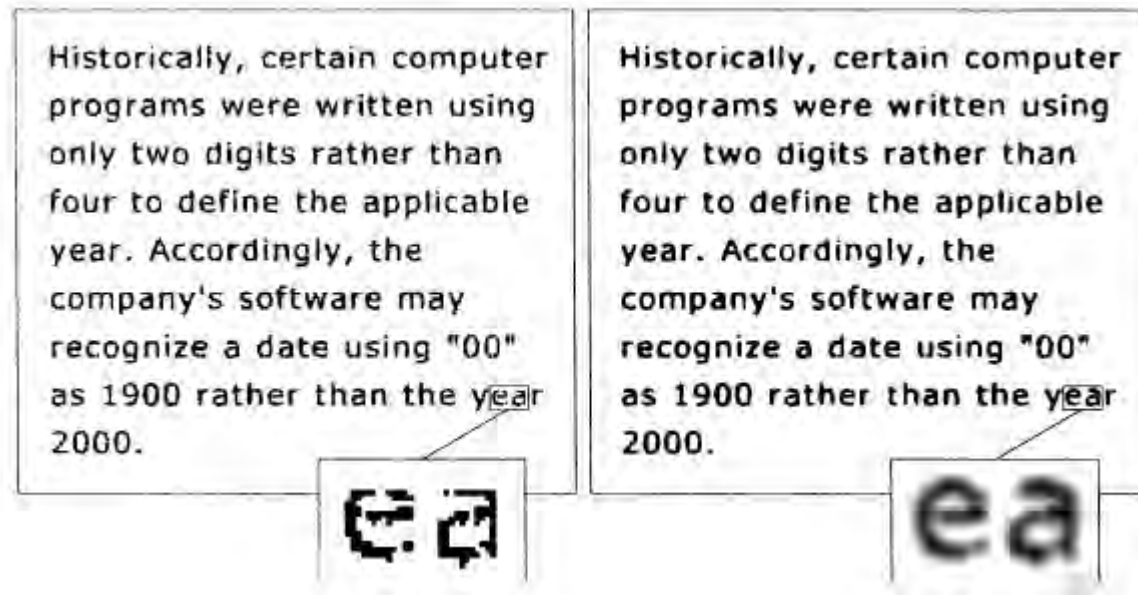 Historically, certain computer
programs were written using
only two digits rather than
four to define the applicable
year. Accordingly, the
company's software may
recognize a date using "00"
as 1900 rather than the year
2000.
ea
Historically, certain computer
programs were written using
only two digits rather than
four to define the applicable
year. Accordingly, the
company's software may
recognize a date using "00"
as 1900 rather than the year
2000.
ea